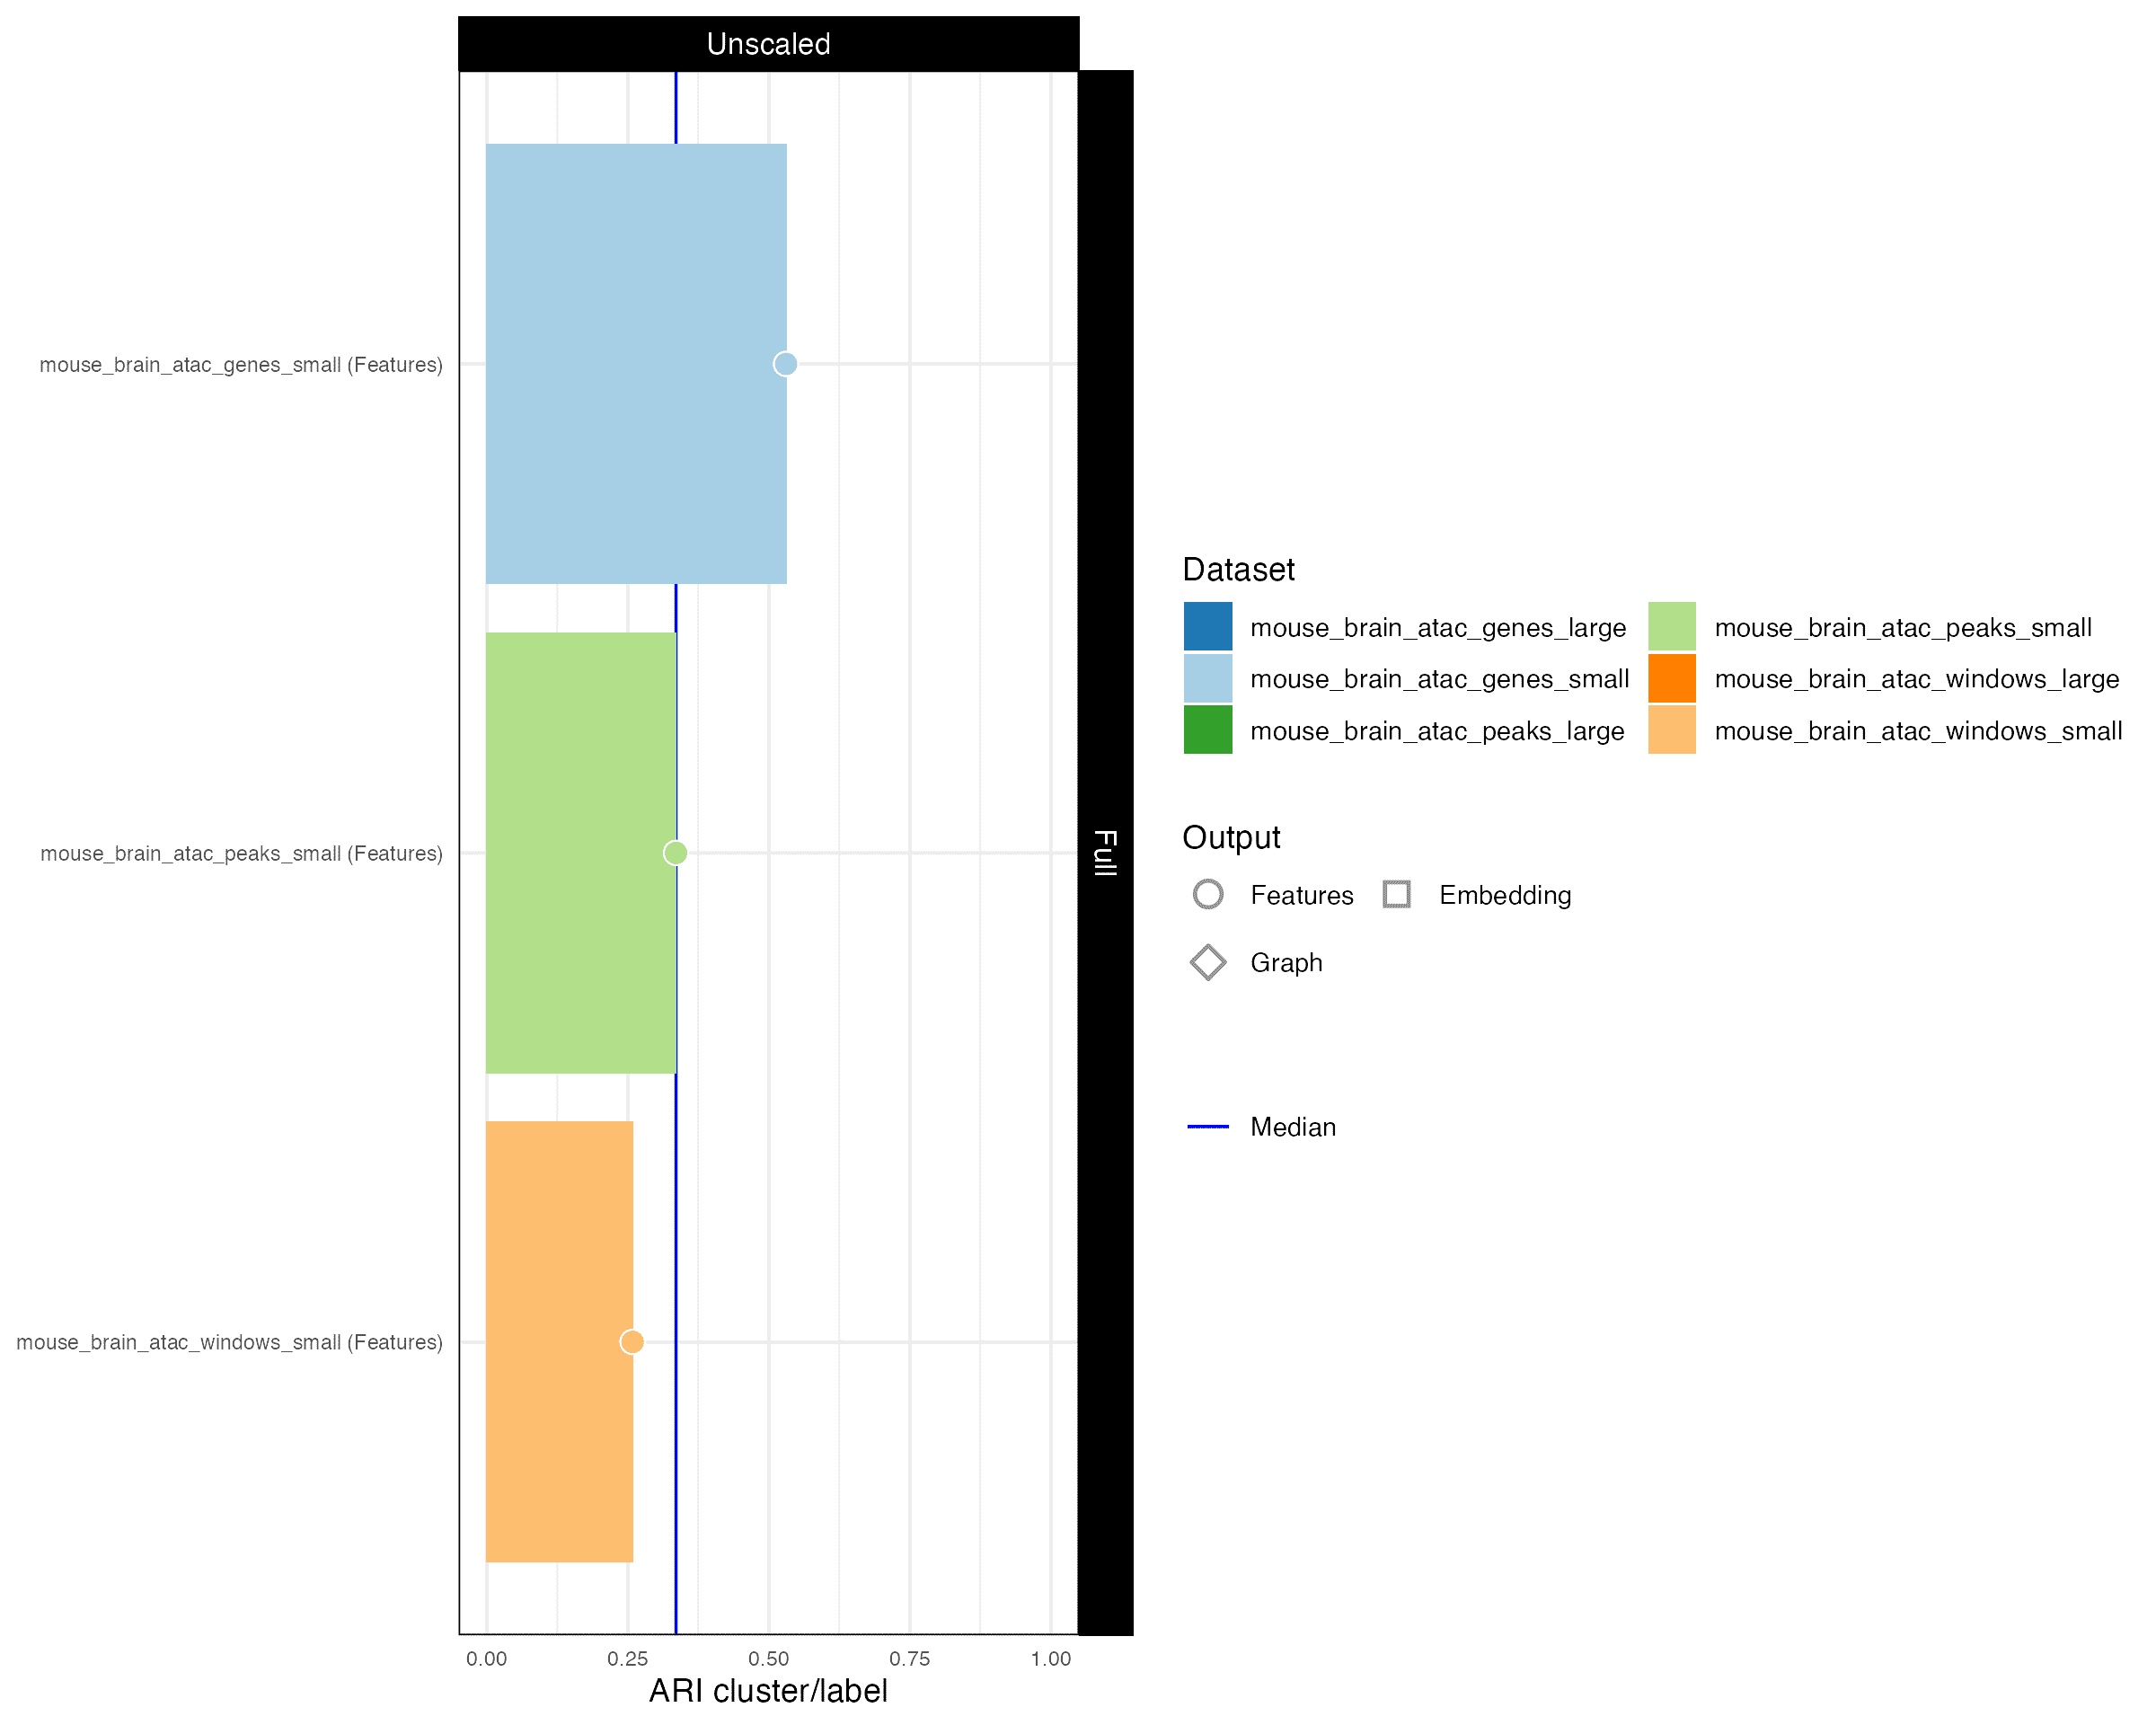 Unscaled
mouse_brain_atac_genes_small (Features)
mouse_brain_atac_peaks_small (Features)
mouse_brain_atac_windows_small (Features)
Full
0.00 0.25 0.50 0.75 1.00
ARI cluster/label
Dataset
mouse_brain_atac_genes_large mouse_brain_atac_peaks_small
mouse_brain_atac_genes_small mouse_brain_atac_windows_large
mouse_brain_atac_peaks_large mouse_brain_atac_windows_small
Output
Features Embedding
Graph
Median